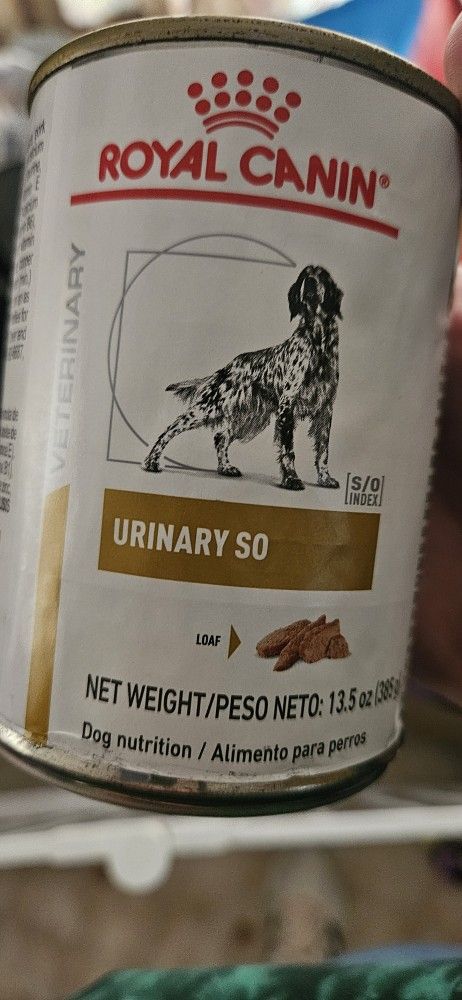 ROYAL CANIN®
VETERINARY
[S/O
INDEX]
URINARY SO
LOAF
NET WEIGHT/PESO NETO: 13.5 oz (385 g
Dog nutrition / Alimento para perros